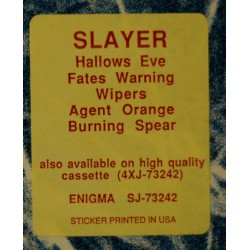 SLAYER
Hallows Eve
Fates Warning
Wipers
Agent Orange
Burning Spear
also available on high quality
cassette (4XJ-73242)
ENIGMA SJ-73242
STICKER PRINTED IN USA